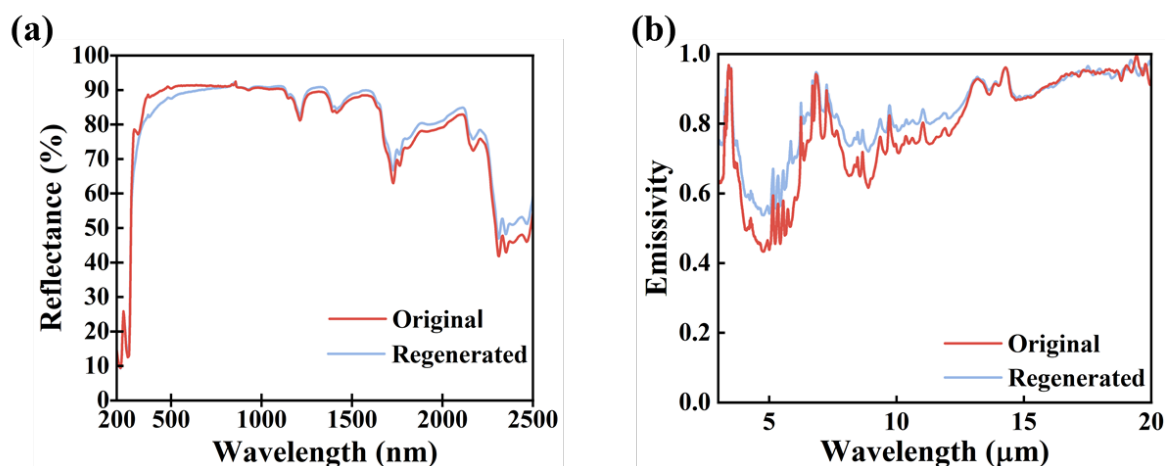 (a)
100
90
80
70
60
50
40
30
20
10
0
Reflectance (%)
Original
Regenerated
200 500 1000 1500 2000 2500
Wavelength (nm)
(b)
1.0
0.8
0.6
0.4
0.2
0.0
Emissivity
Original
Regenerated
5 10 15 20
Wavelength (μm)